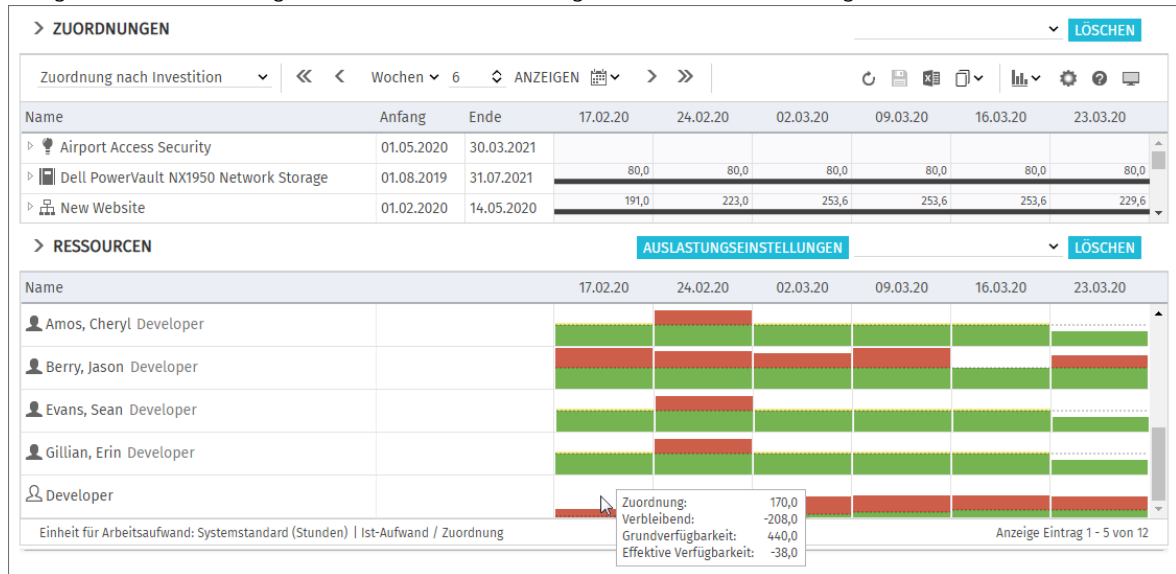 ZUORDNUNGEN LÖSCHEN
Zuordnung nach Investition Wochen 6 ANZEIGEN
Name Anfang Ende 17.02.20 24.02.20 02.03.20 09.03.20 16.03.20 23.03.20
Airport Access Security 01.05.2020 30.03.2021
Dell PowerVault NX1950 Network Storage 01.08.2019 31.07.2021 80,0 80,0 80,0 80,0 80,0 80,0
New Website 01.02.2020 14.05.2020 191,0 223,0 253,6 253,6 253,6 229,6
RESSOURCEN AUSLASTUNGSEINSTELLUNGEN LÖSCHEN
Name 17.02.20 24.02.20 02.03.20 09.03.20 16.03.20 23.03.20
Amos, Cheryl Developer
Berry, Jason Developer
Evans, Sean Developer
Gillian, Erin Developer
Developer
Zuordnung: 170,0
Verbleibend: -208,0
Grundverfügbarkeit: 440,0
Effektive Verfügbarkeit: -38,0
Einheit für Arbeitsaufwand: Systemstandard (Stunden) | Ist-Aufwand / Zuordnung Anzeige Eintrag 1 - 5 von 12